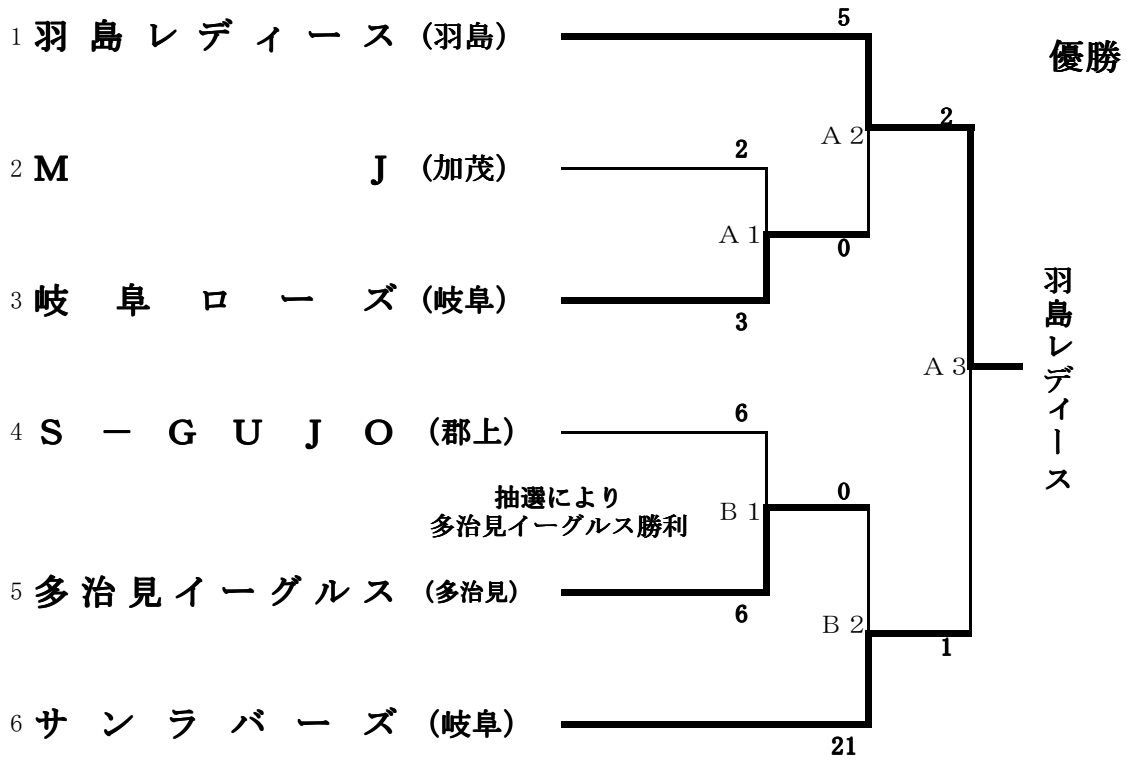 5
1 羽島レディース (羽島)
優勝
2
A 2
2
2 M J (加茂)
A 1
0
3 岐阜ローズ (岐阜)
3
羽島レディース
A 3
6
4 S－GUJO (郡上)
抽選により
多治見イーグルス勝利
B 1
0
5 多治見イーグルス (多治見)
6
B 2
1
6 サンラバーズ (岐阜)
21